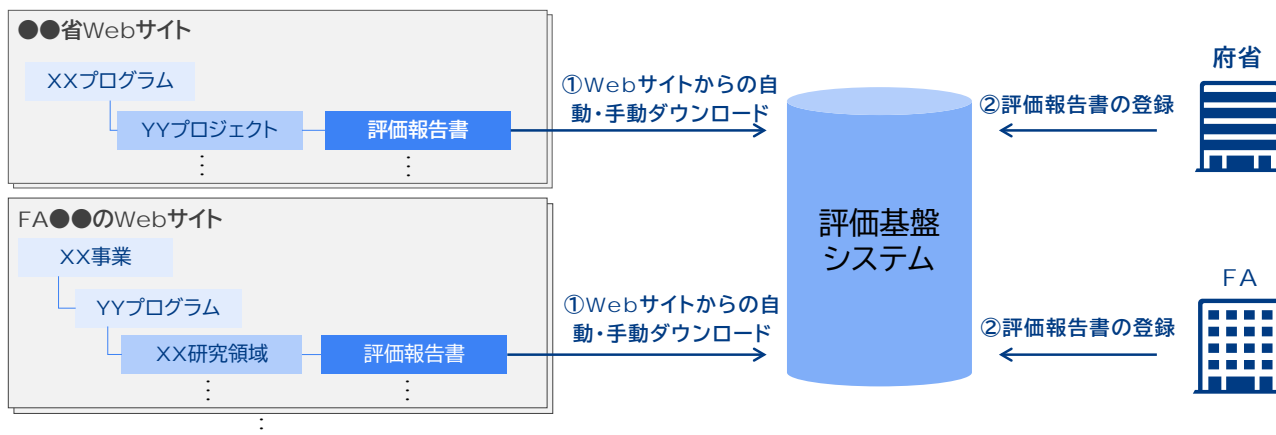 ●●省Webサイト
XXプログラム
YYプロジェクト
評価報告書
⋮
⋮
①Webサイトからの自
動・手動ダウンロード
FA●●のWebサイト
XX事業
YYプログラム
XX研究領域
評価報告書
⋮
⋮
⋮
①Webサイトからの自
動・手動ダウンロード
評価基盤
システム
②評価報告書の登録
府省
②評価報告書の登録
FA